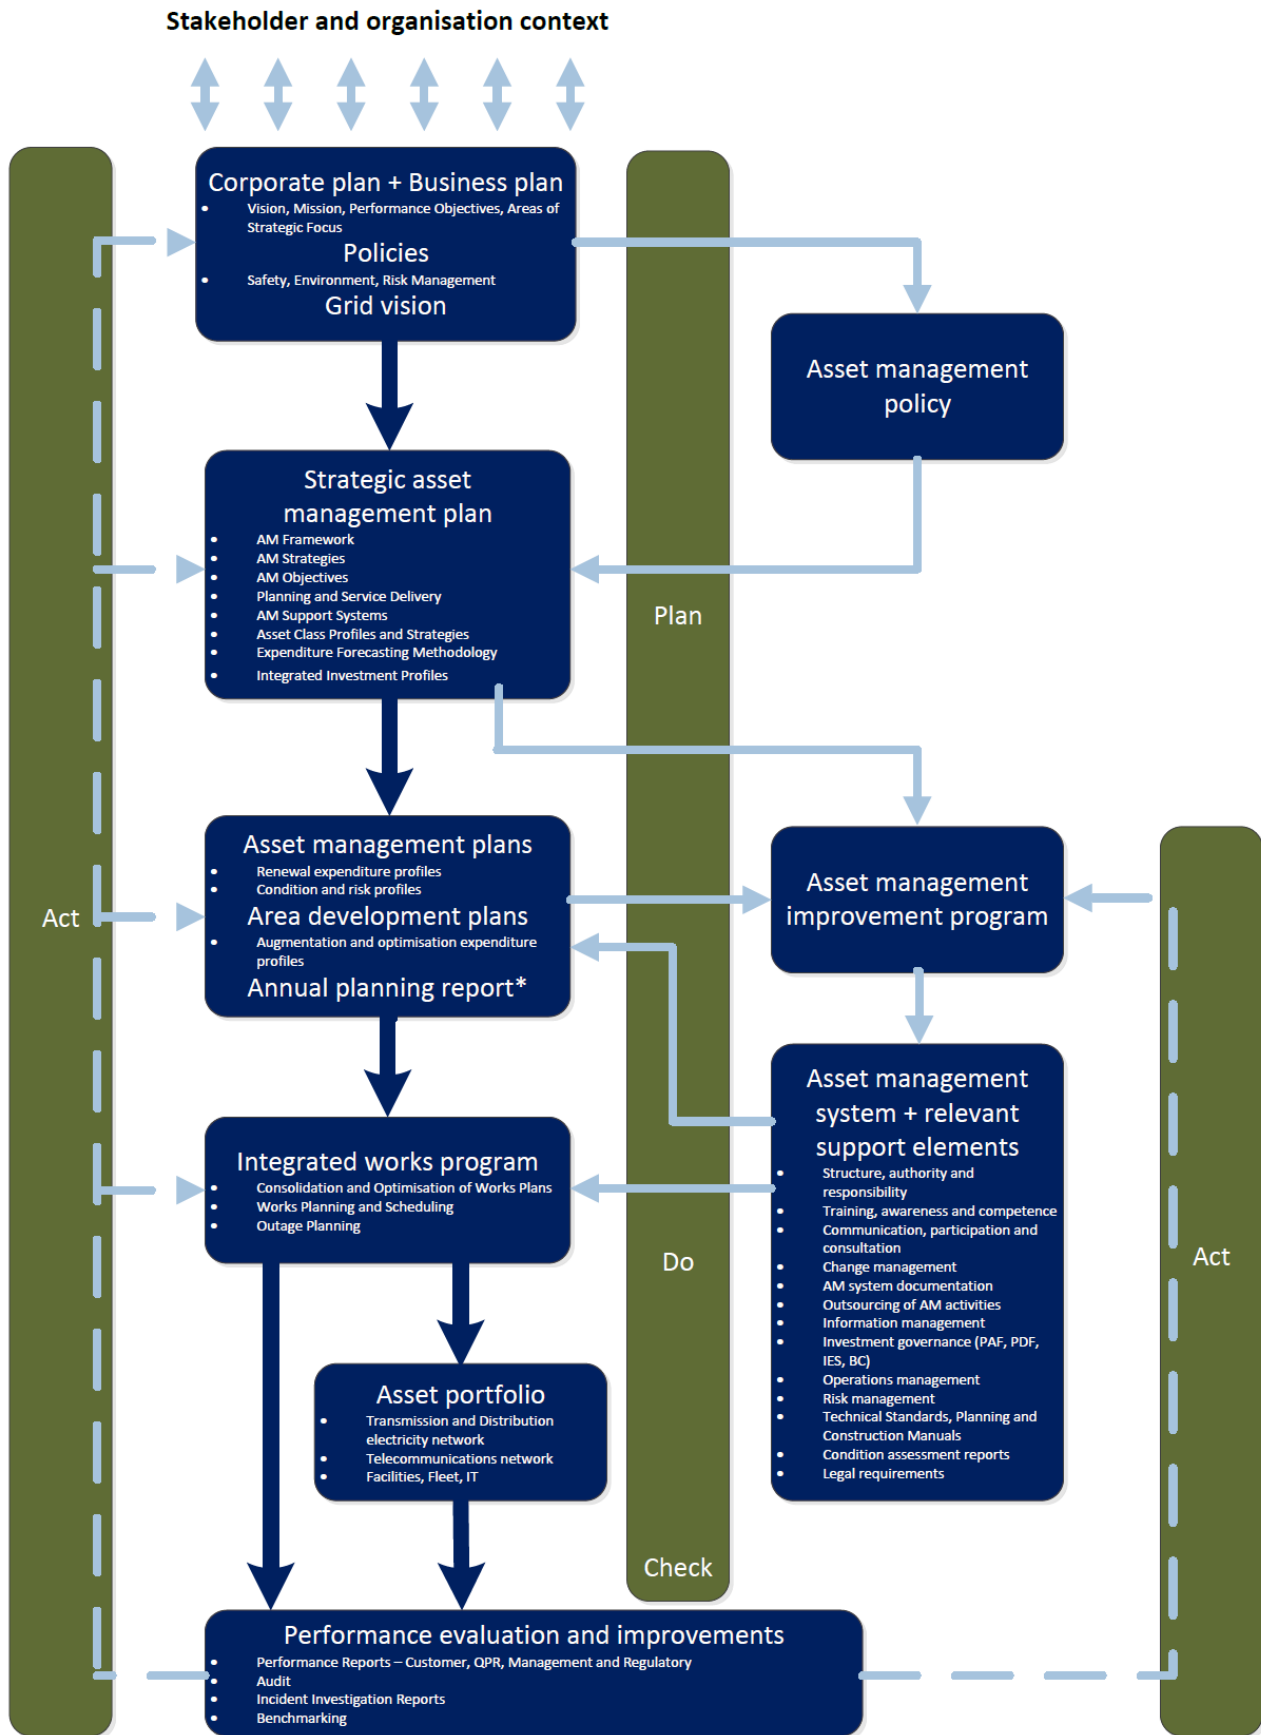 Stakeholder and organisation context
Corporate plan + Business plan
• Vision, Mission, Performance Objectives, Areas of
Strategic Focus
Policies
• Safety, Environment, Risk Management
Grid vision
Asset management
policy
Strategic asset
management plan
• AM Framework
• AM Strategies
• AM Objectives
• Planning and Service Delivery
• AM Support Systems
• Asset Class Profiles and Strategies
• Expenditure Forecasting Methodology
• Integrated Investment Profiles
Plan
Asset management plans
• Renewal expenditure profiles
• Condition and risk profiles
Area development plans
• Augmentation and optimisation expenditure
profiles
Annual planning report*
Act
Asset management
improvement program
Asset management
system + relevant
support elements
• Structure, authority and
responsibility
• Training, awareness and competence
• Communication, participation and
consultation
• Change management
• AM system documentation
• Outsourcing of AM activities
• Information management
• Investment governance (PAF, PDF,
IES, BC)
• Operations management
• Risk management
• Technical Standards, Planning and
Construction Manuals
• Condition assessment reports
• Legal requirements
Integrated works program
• Consolidation and Optimisation of Works Plans
• Works Planning and Scheduling
• Outage Planning
Do
Act
Asset portfolio
• Transmission and Distribution
electricity network
• Telecommunications network
• Facilities, Fleet, IT
Check
Performance evaluation and improvements
• Performance Reports – Customer, QPR, Management and Regulatory
• Audit
• Incident Investigation Reports
• Benchmarking